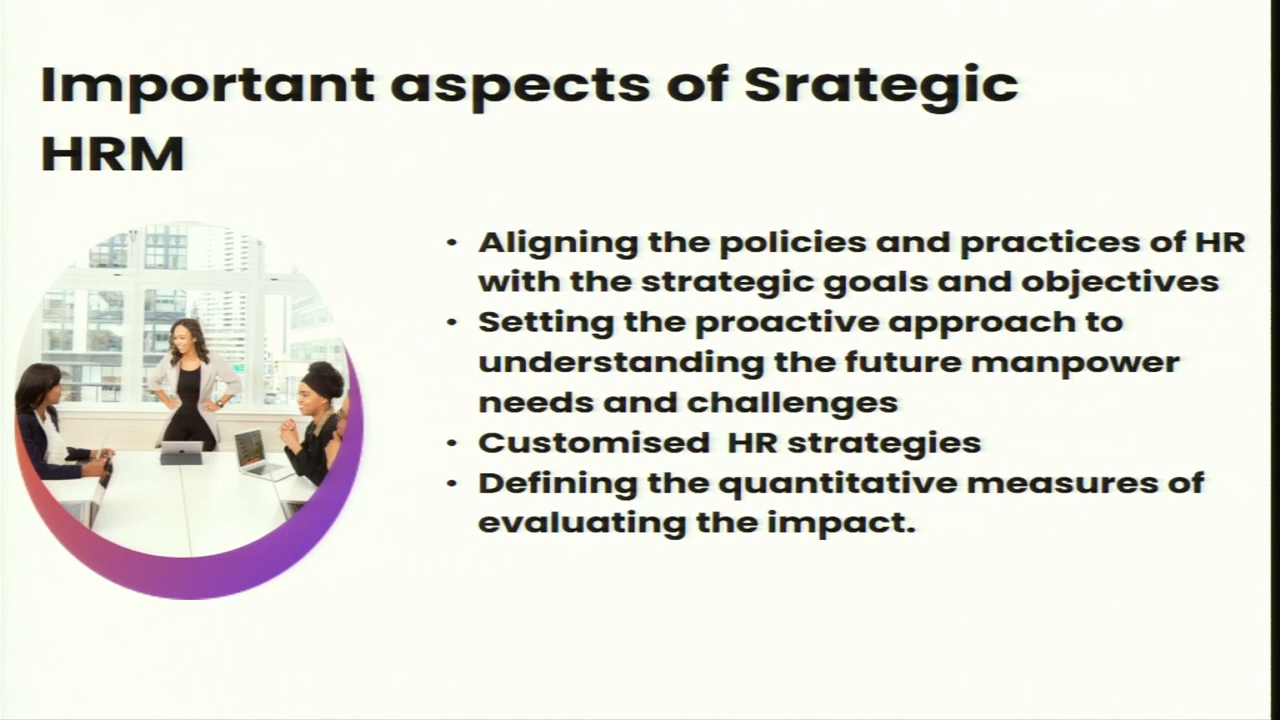 Important aspects of Srategic
HRM
• Aligning the policies and practices of HR
with the strategic goals and objectives
• Setting the proactive approach to
understanding the future manpower
needs and challenges
• Customised  HR strategies
• Defining the quantitative measures of
evaluating the impact.